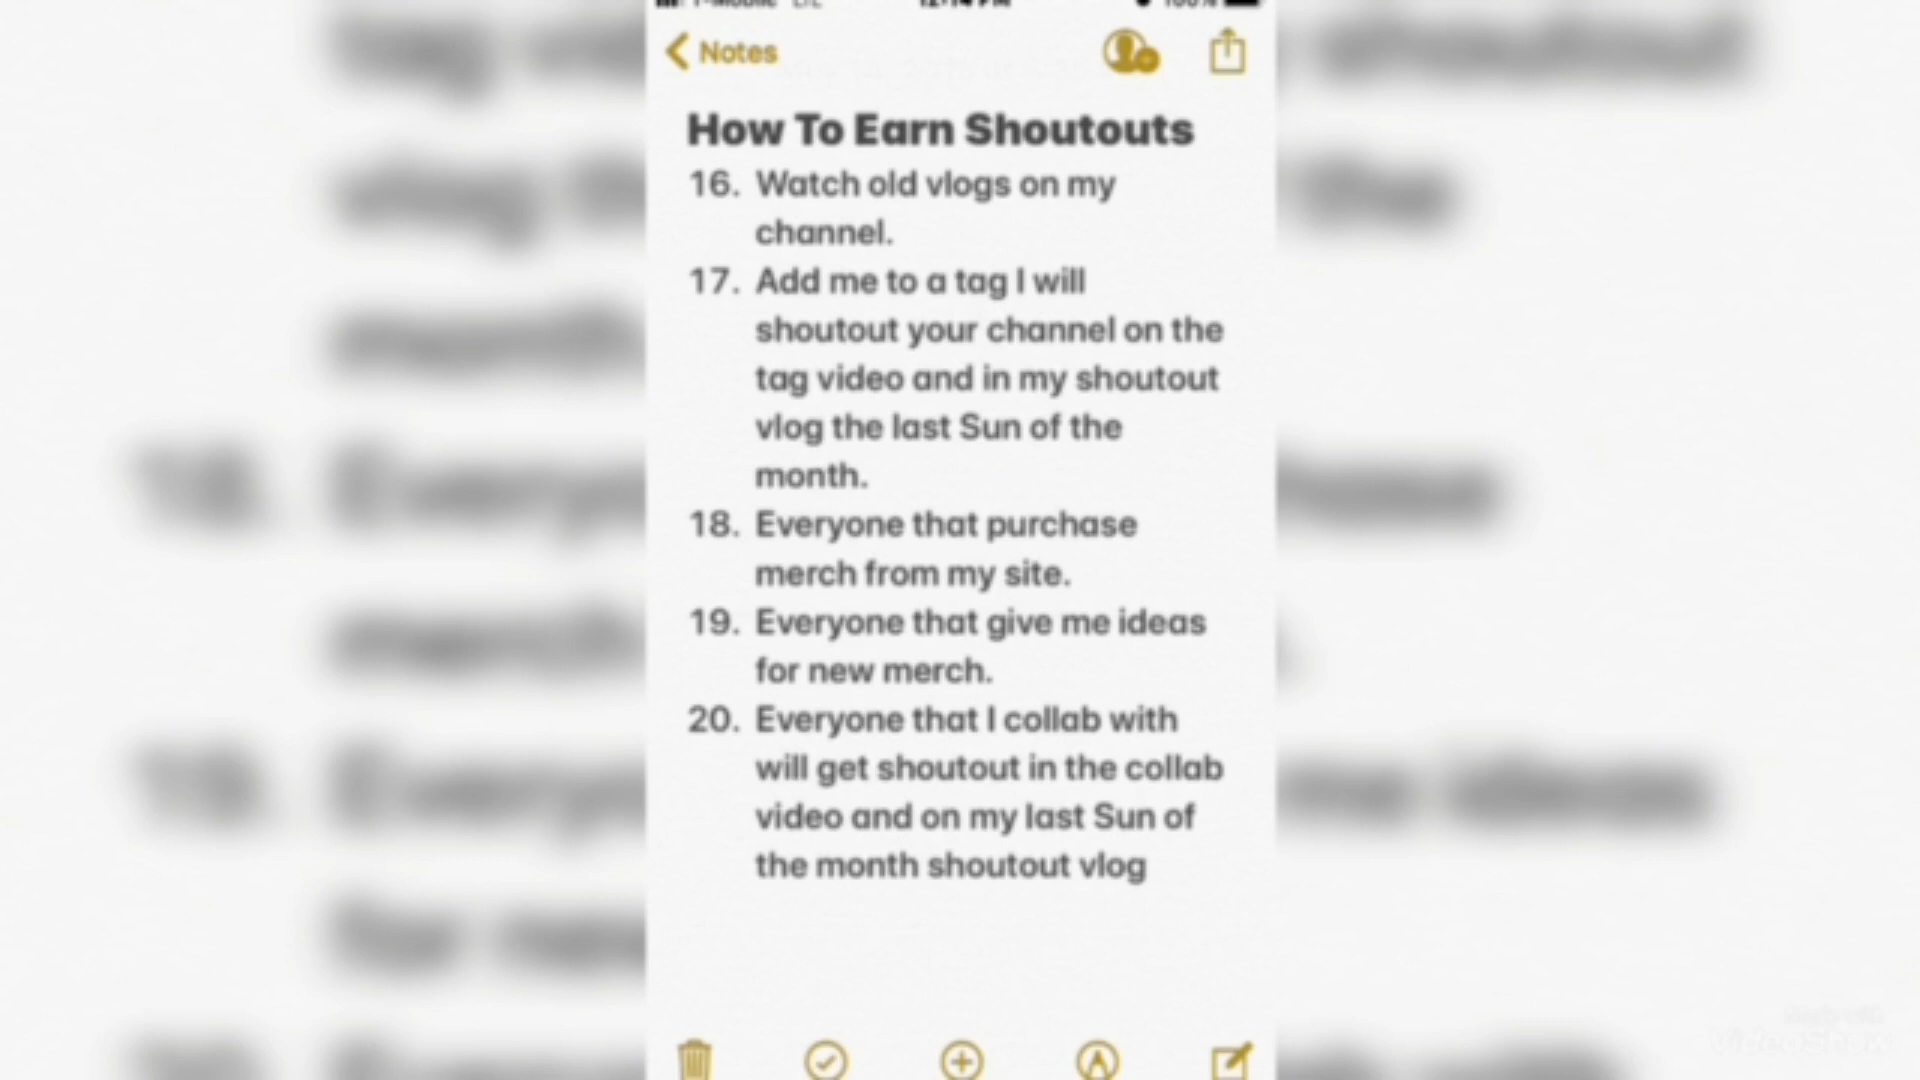 Notes
How To Earn Shoutouts
16. Watch old vlogs on my
channel.
17. Add me to a tag I will
shoutout your channel on the
tag video and in my shoutout
vlog the last Sun of the
month.
18. Everyone that purchase
merch from my site.
19. Everyone that give me ideas
for new merch.
20. Everyone that I collab with
will get shoutout in the collab
video and on my last Sun of
the month shoutout vlog